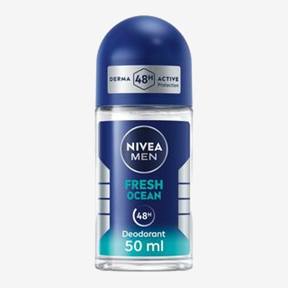 DERMA 48H ACTIVE
Protection
NIVEA
MEN
FRESH
OCEAN
48H
Deodorant
50 ml